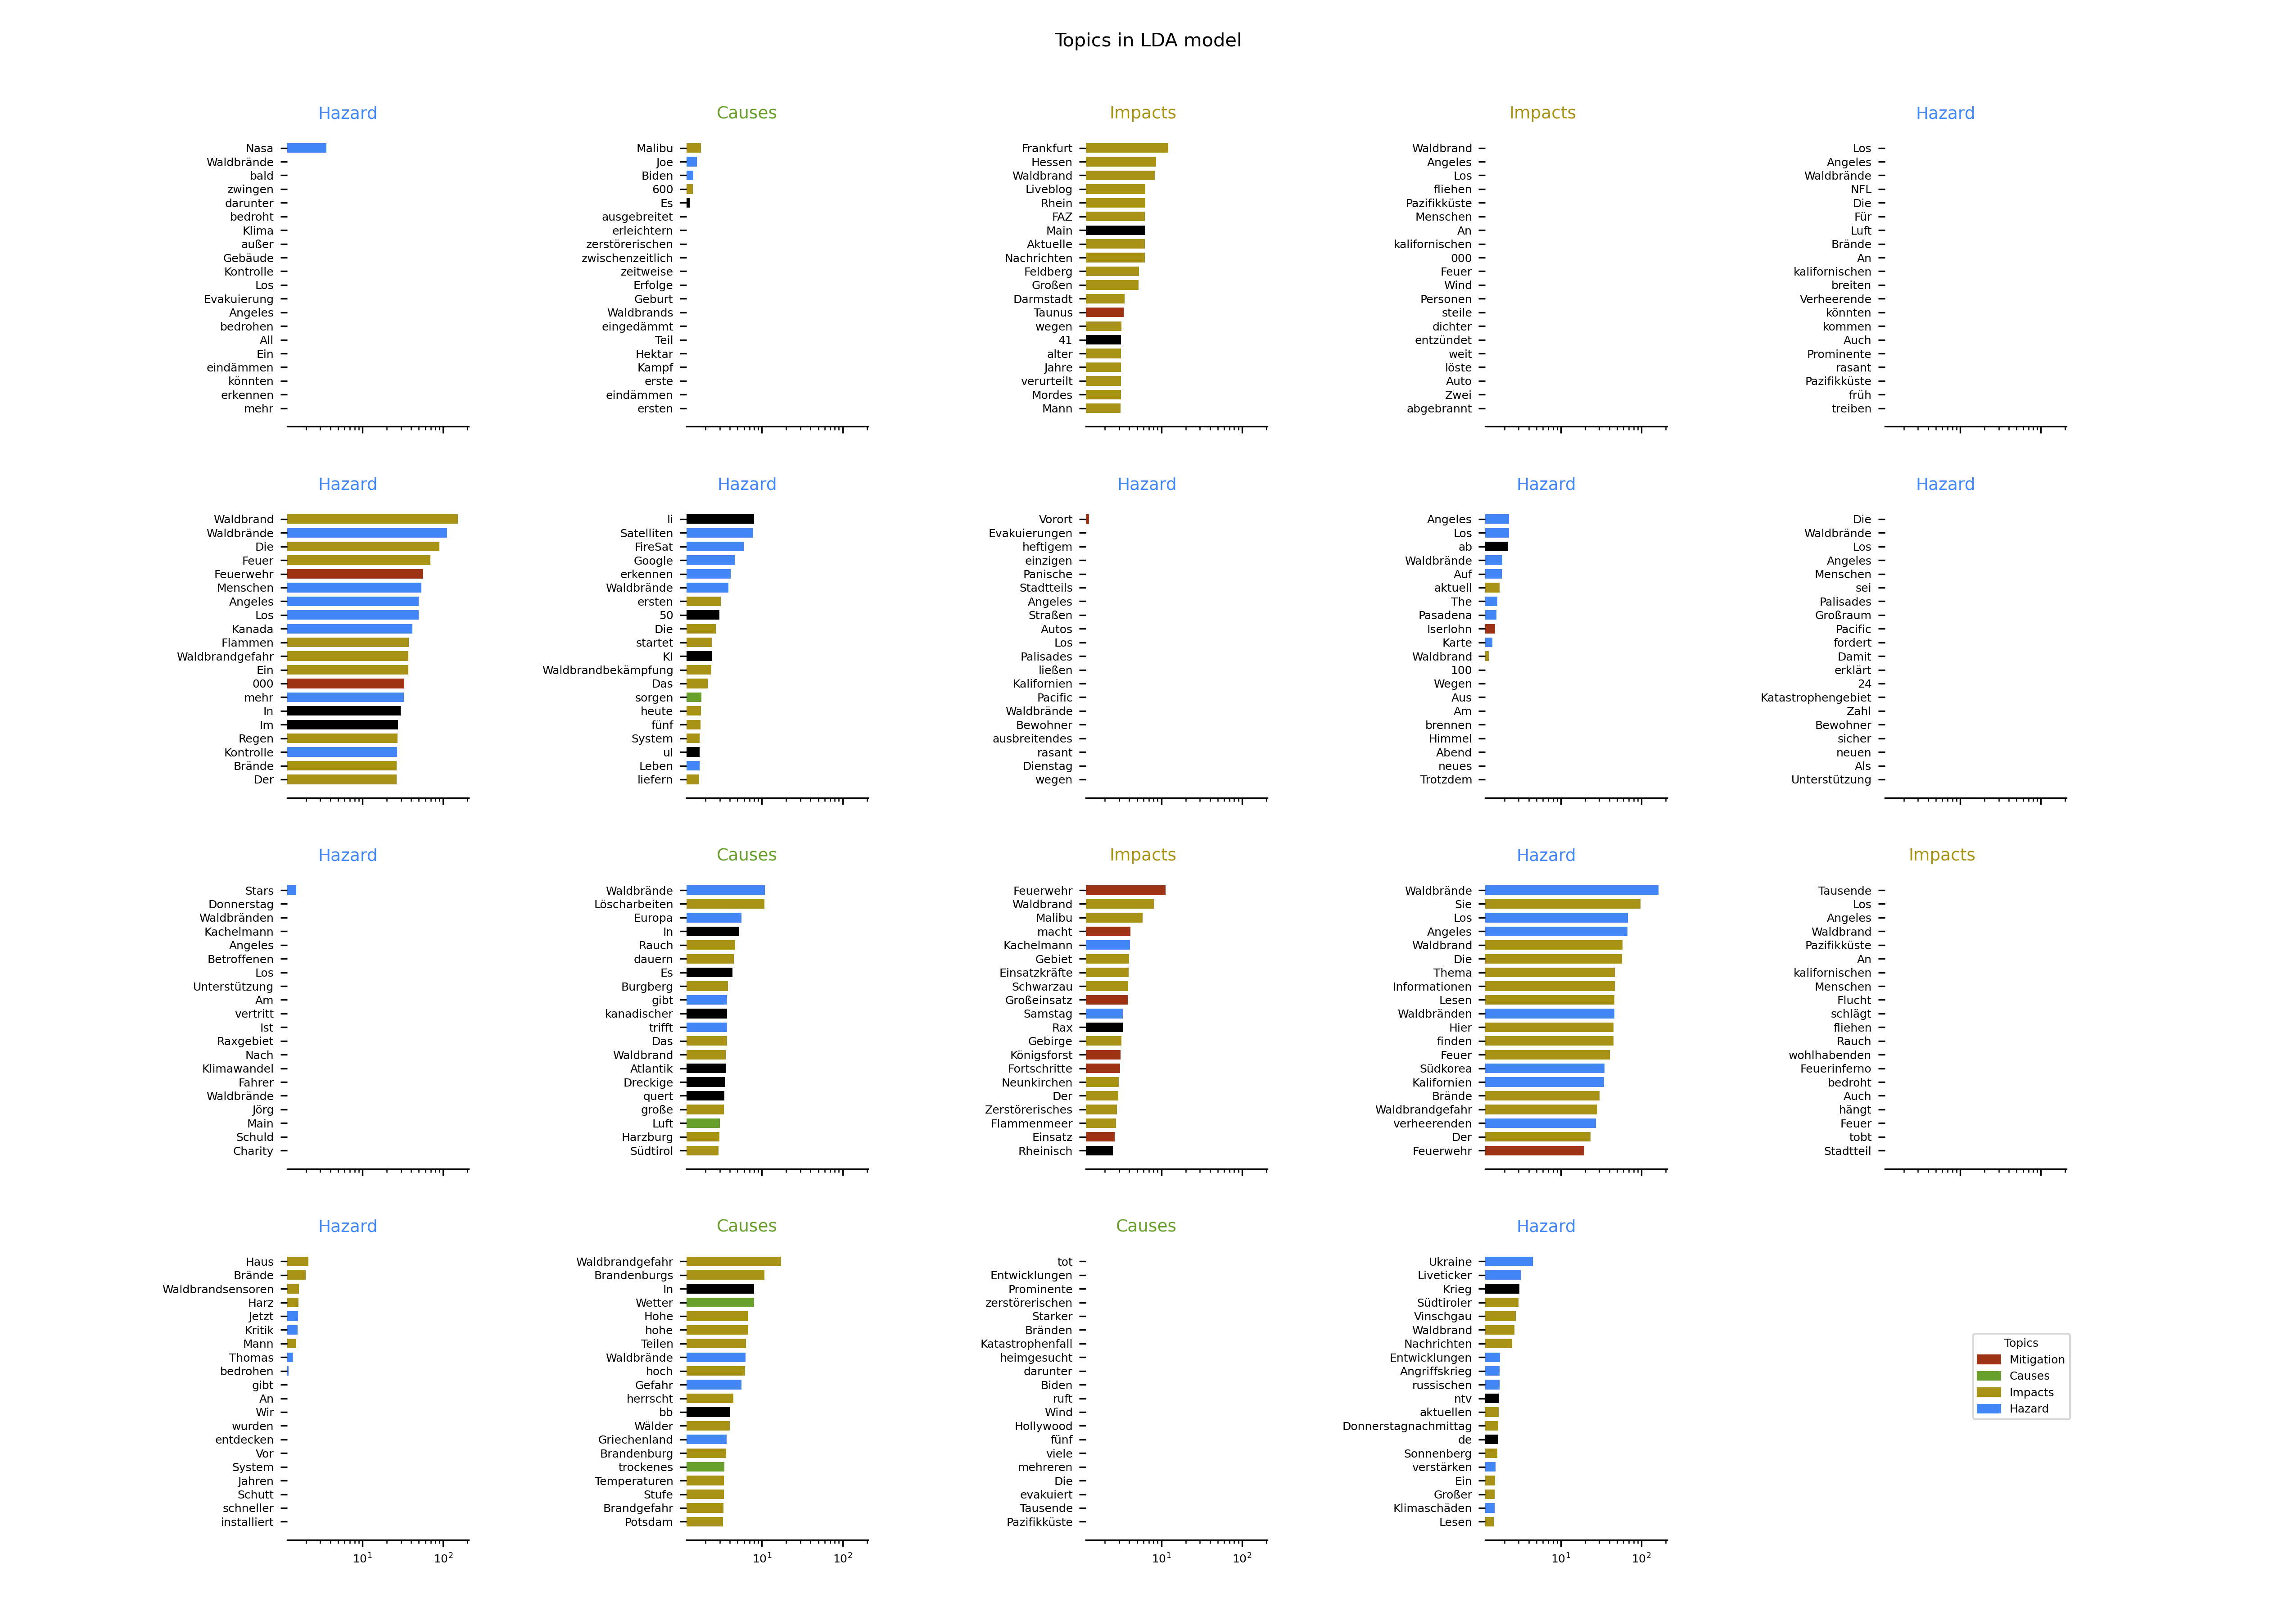 Topics in LDA model
Hazard
Nasa
Waldbrände
bald
zwingen
darunter
bedroht
Klima
außer
Gebäude
Kontrolle
Los
Evakuierung
Angeles
bedrohen
All
Ein
eindämmen
könnten
erkennen
mehr
Causes
Malibu
Joe
Biden
600
Es
ausgebreitet
erleichtern
zerstörerischen
zwischenzeitlich
zeitweise
Erfolge
Geburt
Waldbrands
eingedämmt
Teil
Hektar
Kampf
erste
eindämmen
ersten
Impacts
Frankfurt
Hessen
Waldbrand
Liveblog
Rhein
FAZ
Main
Aktuelle
Nachrichten
Feldberg
Großen
Darmstadt
Taunus
wegen
41
alter
Jahre
verurteilt
Mordes
Mann
Impacts
Waldbrand
Angeles
Los
fliehen
Pazifikküste
Menschen
An
kalifornischen
000
Feuer
Wind
Personen
steile
dichter
entzündet
weit
löste
Auto
Zwei
abgebrannt
Hazard
Los
Angeles
Waldbrände
NFL
Die
Für
Luft
Brände
An
kalifornischen
breiten
Verheerende
könnten
kommen
Auch
Prominente
rasant
Pazifikküste
früh
treiben
Hazard
Waldbrand
Waldbrände
Die
Feuer
Feuerwehr
Menschen
Angeles
Los
Kanada
Flammen
Waldbrandgefahr
Ein
000
mehr
In
Im
Regen
Kontrolle
Brände
Der
Hazard
li
Satelliten
FireSat
Google
erkennen
Waldbrände
ersten
50
Die
startet
KI
Waldbrandbekämpfung
Das
sorgen
heute
fünf
System
ul
Leben
liefern
Hazard
Vorort
Evakuierungen
heftigem
einzigen
Panische
Stadtteils
Angeles
Straßen
Autos
Los
Palisades
ließen
Kalifornien
Pacific
Waldbrände
Bewohner
ausbreitendes
rasant
Dienstag
wegen
Hazard
Angeles
Los
ab
Waldbrände
Auf
aktuell
The
Pasadena
Iserlohn
Karte
Waldbrand
100
Wegen
Aus
Am
brennen
Himmel
Abend
neues
Trotzdem
Hazard
Die
Waldbrände
Los
Angeles
Menschen
sei
Palisades
Großraum
Pacific
fordert
Damit
erklärt
24
Katastrophengebiet
Zahl
Bewohner
sicher
neuen
Als
Unterstützung
Hazard
Stars
Donnerstag
Waldbränden
Kachelmann
Angeles
Betroffenen
Los
Unterstützung
Am
vertritt
Ist
Raxgebiet
Nach
Klimawandel
Fahrer
Waldbrände
Jörg
Main
Schuld
Charity
Causes
Waldbrände
Löscharbeiten
Europa
In
Rauch
dauern
Es
Burgberg
gibt
kanadischer
trifft
Das
Waldbrand
Atlantik
Dreckige
quert
große
Luft
Harzburg
Südtirol
Impacts
Feuerwehr
Waldbrand
Malibu
macht
Kachelmann
Gebiet
Einsatzkräfte
Schwarzau
Großeinsatz
Samstag
Rax
Gebirge
Königsforst
Fortschritte
Neunkirchen
Der
Zerstörerisches
Flammenmeer
Einsatz
Rheinisch
Hazard
Waldbrände
Sie
Los
Angeles
Waldbrand
Die
Thema
Informationen
Lesen
Waldbränden
Hier
finden
Feuer
Südkorea
Kalifornien
Brände
Waldbrandgefahr
verheerenden
Der
Feuerwehr
Impacts
Tausende
Los
Angeles
Waldbrand
Pazifikküste
An
kalifornischen
Menschen
Flucht
schlägt
fliehen
Rauch
wohlhabenden
Feuerinferno
bedroht
Auch
hängt
Feuer
tobt
Stadtteil
Hazard
Haus
Brände
Waldbrandsensoren
Harz
Jetzt
Kritik
Mann
Thomas
bedrohen
gibt
An
Wir
wurden
entdecken
Vor
System
Jahren
Schutt
schneller
installiert
10¹ 10²
Causes
Waldbrandgefahr
Brandenburgs
In
Wetter
Hohe
hohe
Teilen
Waldbrände
hoch
Gefahr
herrscht
bb
Wälder
Griechenland
Brandenburg
trockenes
Temperaturen
Stufe
Brandgefahr
Potsdam
10¹ 10²
Causes
tot
Entwicklungen
Prominente
zerstörerischen
Starker
Bränden
Katastrophenfall
heimgesucht
darunter
Biden
ruft
Wind
Hollywood
fünf
viele
mehreren
Die
evakuiert
Tausende
Pazifikküste
10¹ 10²
Hazard
Ukraine
Liveticker
Krieg
Südtiroler
Vinschgau
Waldbrand
Nachrichten
Entwicklungen
Angriffskrieg
russischen
ntv
aktuellen
Donnerstagnachmittag
de
Sonnenberg
verstärken
Ein
Großer
Klimaschäden
Lesen
10¹ 10²
Topics
Mitigation
Causes
Impacts
Hazard